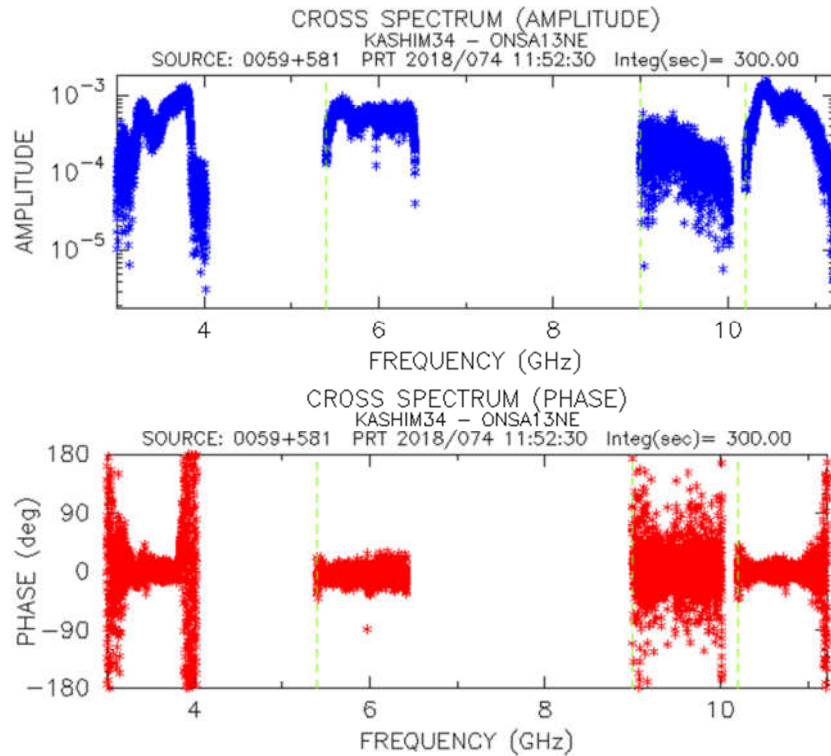 CROSS SPECTRUM (AMPLITUDE)
KASHIM34 - ONSA13NE
SOURCE: 0059+581 PRT 2018/074 11:52:30 Integ(sec)= 300.00
AMPLITUDE
10⁻³
10⁻⁴
10⁻⁵
4 6 8 10
FREQUENCY (GHz)
CROSS SPECTRUM (PHASE)
KASHIM34 - ONSA13NE
SOURCE: 0059+581 PRT 2018/074 11:52:30 Integ(sec)= 300.00
PHASE (deg)
180
90
0
-90
-180
4 6 8 10
FREQUENCY (GHz)